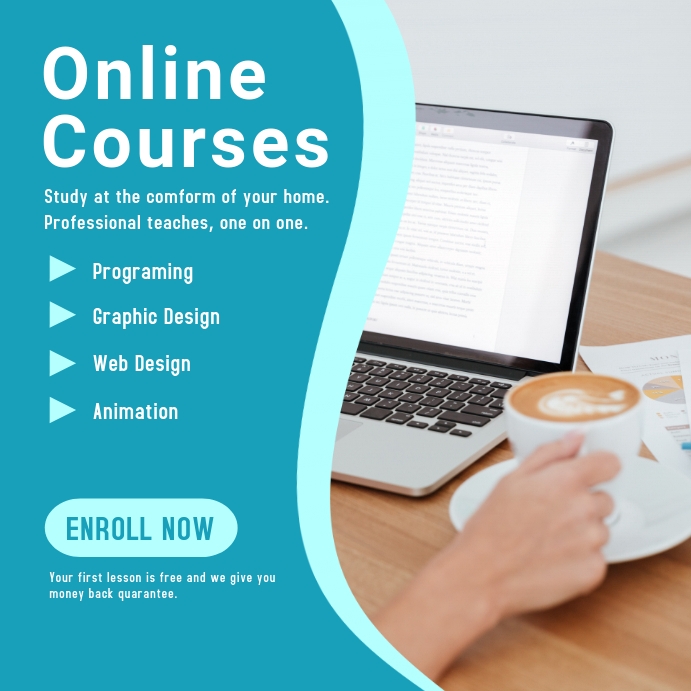 Online
Courses
Study at the comform of your home.
Professional teaches, one on one.
Programing
Graphic Design
Web Design
Animation
ENROLL NOW
Your first lesson is free and we give you
money back quarantee.